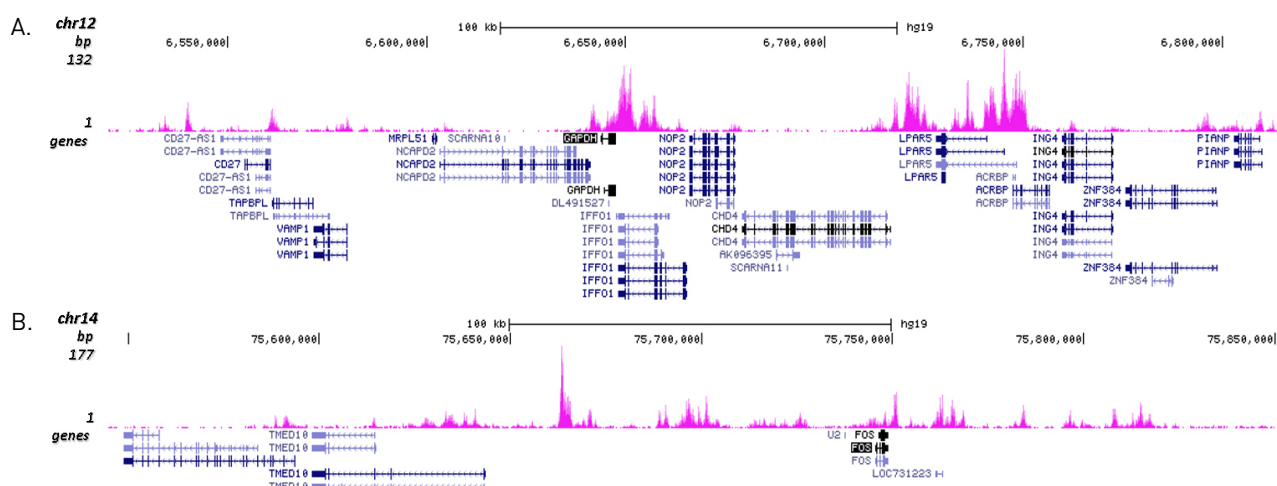 A.
chr12
100 kb hg19
bp 6,550,000 6,600,000 6,650,000 6,700,000 6,750,000 6,800,000
132
1
genes
CD27-AS1 MRPL51 SCARNA10 GAPDH NOP2 LPAR5 ING4 PIANP
CD27-AS1 NCAPD2 NOP2 LPAR5 ING4 PIANP
CD27 NCAPD2 NOP2 LPAR5 ING4 PIANP
CD27-AS1 NCAPD2 NOP2 LPAR5 ACRBP ING4
CD27-AS1 GAPDH NOP2 ACRBP ZNF384
TAPBPL DL491527 NOP2 ACRBP ZNF384
TAPBPL IFFO1 CHD4 ING4
VAMP1 IFFO1 CHD4 ING4
VAMP1 IFFO1 CHD4 ING4
VAMP1 IFFO1 AK096395 ING4
IFFO1 SCARNA11 ZNF384
IFFO1 ZNF384
IFFO1
B.
chr14
100 kb hg19
bp 75,600,000 75,650,000 75,700,000 75,750,000 75,800,000 75,850,000
177
1
genes
TMED10 U2 FOS
TMED10 FOS
FOS
TMED10 LOC731223
TMED10